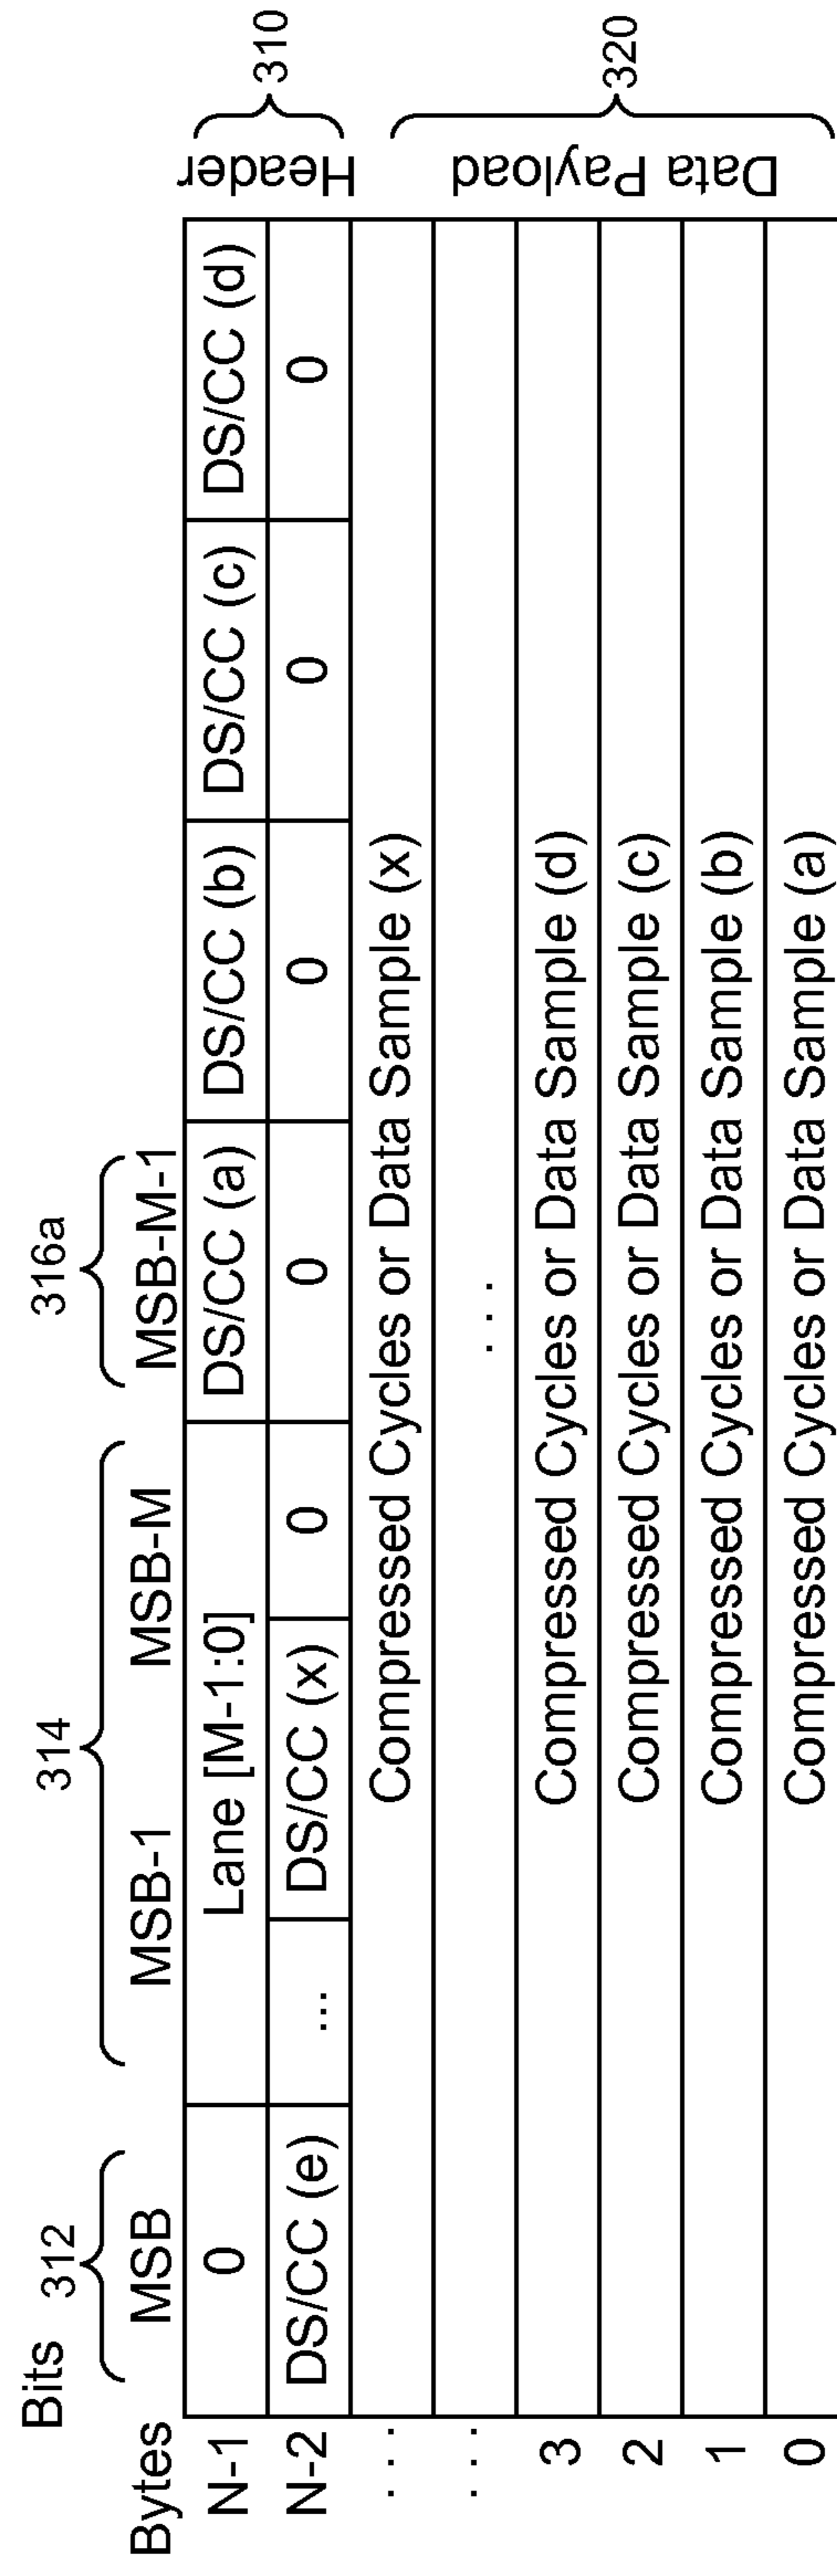 Bits
312 314 316a
Bytes MSB MSB-1 MSB-M MSB-M-1
N-1 0 Lane [M-1:0] DS/CC (a) DS/CC (b) DS/CC (c) DS/CC (d) Header 310
N-2 DS/CC (e) ... DS/CC (x) 0 0 0 0 0
... Compressed Cycles or Data Sample (x) Data Payload 320
... ...
3 Compressed Cycles or Data Sample (d)
2 Compressed Cycles or Data Sample (c)
1 Compressed Cycles or Data Sample (b)
0 Compressed Cycles or Data Sample (a)